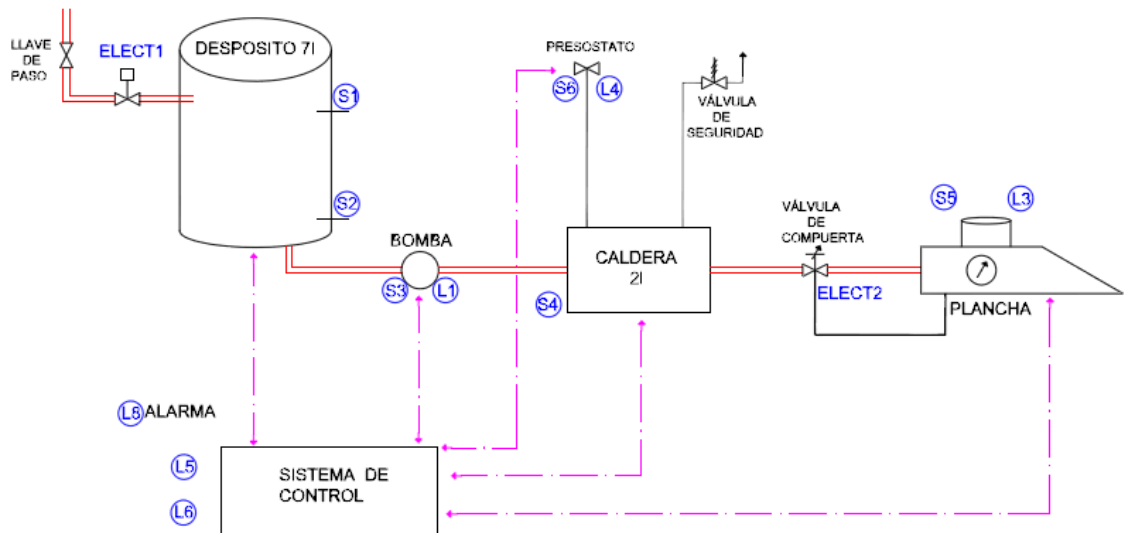 LLAVE
DE
PASO
ELECT1
DESPOSITO 7l
S1
S2
BOMBA
S3
L1
PRESOSTATO
S6
L4
VÁLVULA
DE
SEGURIDAD
CALDERA
2l
S4
VÁLVULA
DE
COMPUERTA
ELECT2
S5
L3
PLANCHA
L8 ALARMA
L5
L6
SISTEMA DE
CONTROL